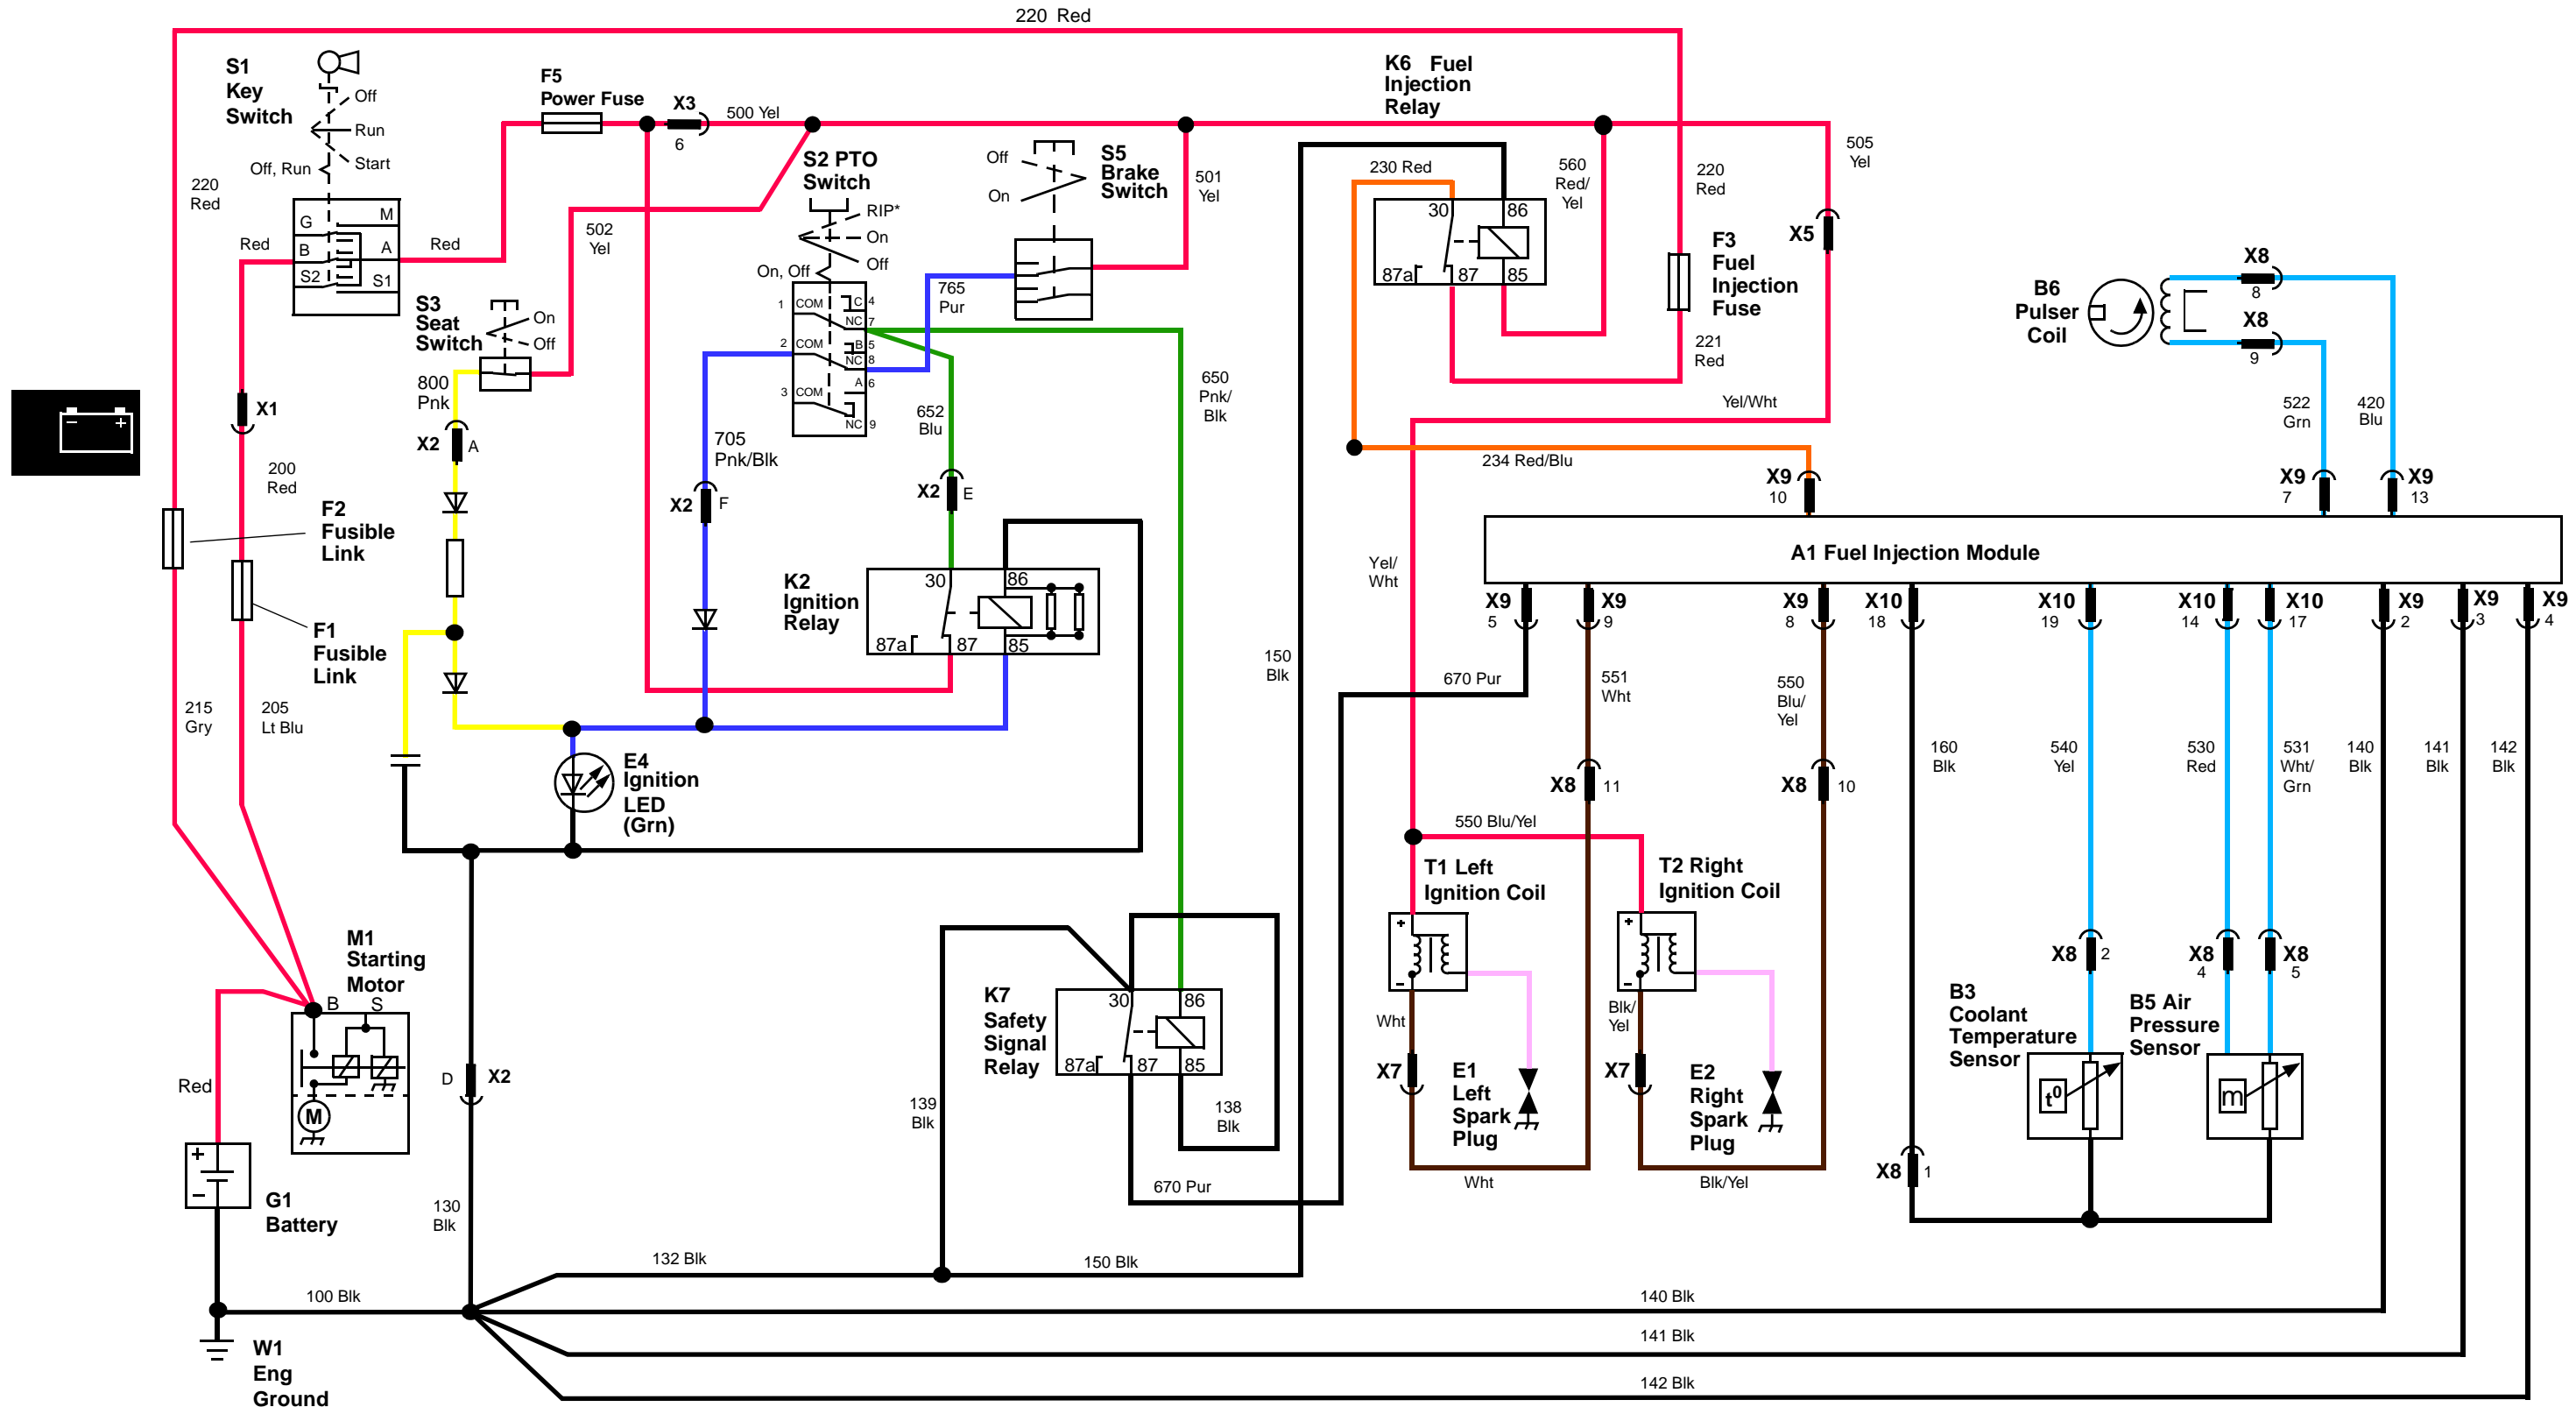 220 Red
S1
Key
Switch
Off
Run
Start
Off, Run
220
Red
G
M
B
A
S2
S1
Red
Red
F5
Power Fuse
X3
6
500 Yel
502
Yel
S2 PTO
Switch
RIP*
On
Off
On, Off
1
COM
C
4
NC
7
2
COM
B
5
NC
8
A
6
3
COM
NC
9
S5
Brake
Switch
Off
On
501
Yel
765
Pur
K6 Fuel
Injection
Relay
230 Red
30
86
87a
87
85
560
Red/
Yel
220
Red
F3
Fuel
Injection
Fuse
221
Red
505
Yel
X5
Yel/Wht
B6
Pulser
Coil
X8
8
X8
9
522
Grn
420
Blu
S3
Seat
Switch
On
Off
800
Pnk
X2
A
X1
200
Red
F2
Fusible
Link
F1
Fusible
Link
215
Gry
205
Lt Blu
705
Pnk/Blk
X2
F
652
Blu
X2
E
650
Pnk/
Blk
234 Red/Blu
X9
10
X9
7
X9
13
A1 Fuel Injection Module
K2
Ignition
Relay
30
86
87a
87
85
Yel/
Wht
X9
5
X9
9
X9
8
X10
18
X10
19
X10
14
X10
17
X9
2
X9
3
X9
4
150
Blk
670 Pur
551
Wht
550
Blu/
Yel
160
Blk
540
Yel
530
Red
531
Wht/
Grn
140
Blk
141
Blk
142
Blk
E4
Ignition
LED
(Grn)
X8
11
X8
10
550 Blu/Yel
T1 Left
Ignition Coil
T2 Right
Ignition Coil
+
-
+
-
M1
Starting
Motor
B
S
M
Red
+
-
G1
Battery
D
X2
130
Blk
K7
Safety
Signal
Relay
30
86
87a
87
85
139
Blk
138
Blk
670 Pur
Wht
X7
Blk/
Yel
X7
E1
Left
Spark
Plug
E2
Right
Spark
Plug
Wht
Blk/Yel
X8
2
X8
4
X8
5
B3
Coolant
Temperature
Sensor
t0
B5 Air
Pressure
Sensor
m
X8
1
132 Blk
150 Blk
100 Blk
140 Blk
141 Blk
142 Blk
W1
Eng
Ground